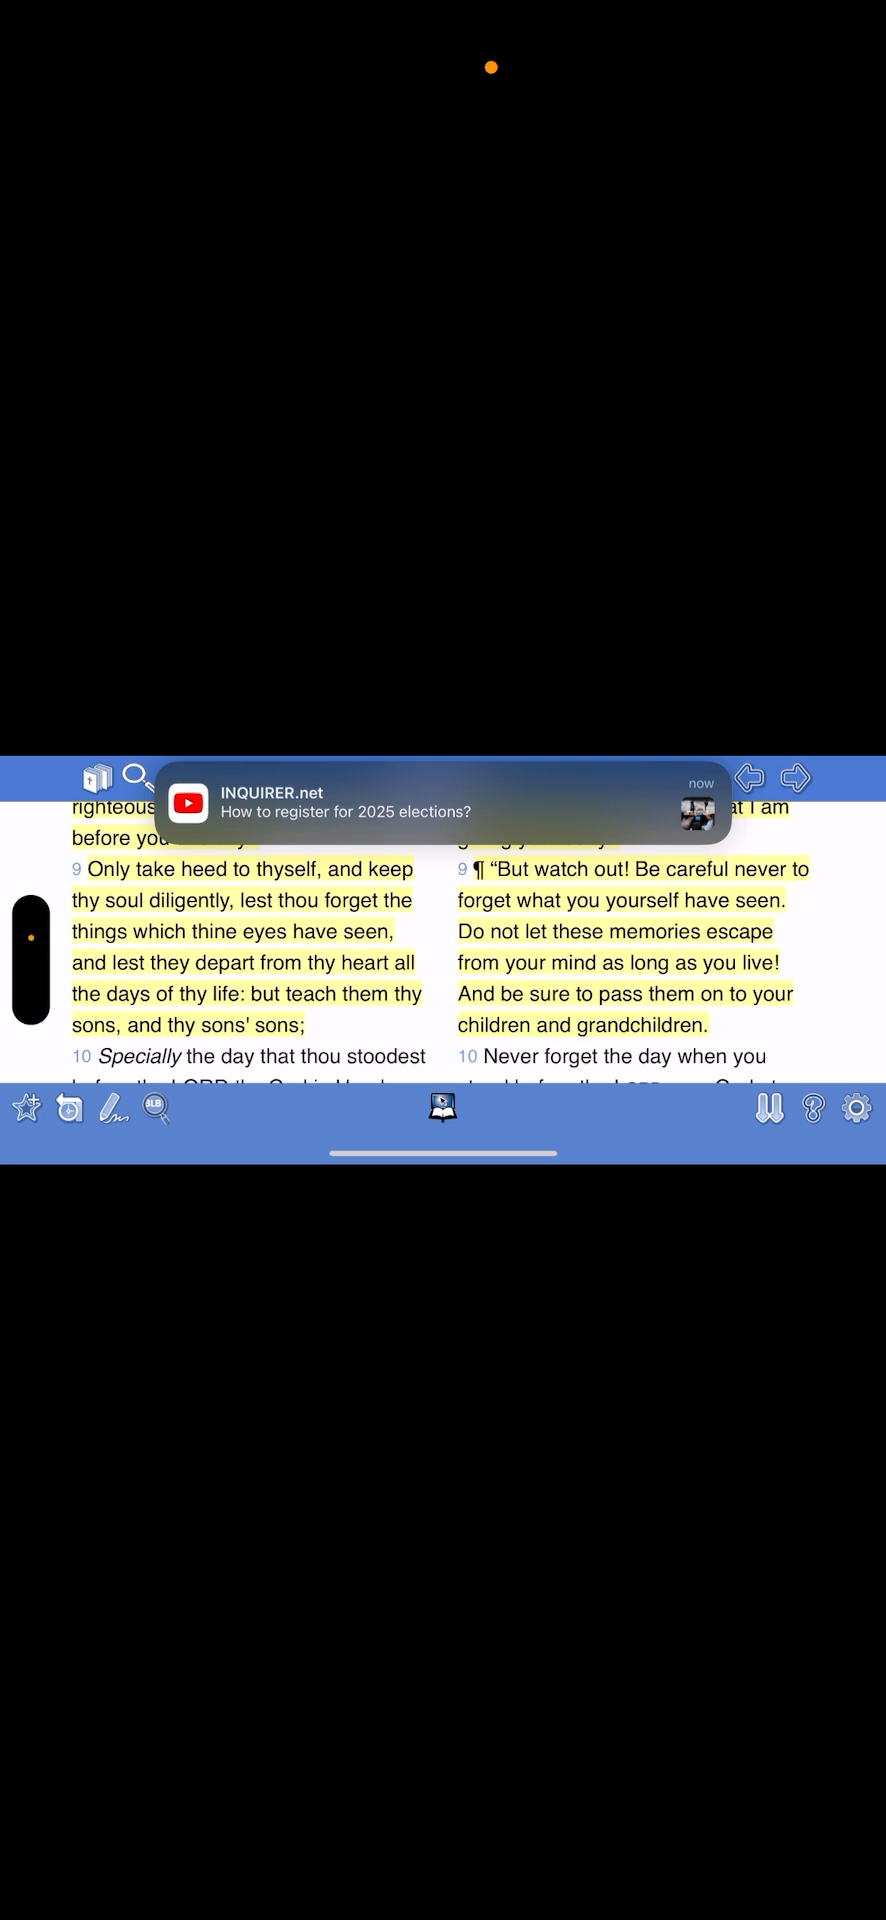 INQUIRER.net
now
How to register for 2025 elections?
righteous
before you
9 Only take heed to thyself, and keep
thy soul diligently, lest thou forget the
things which thine eyes have seen,
and lest they depart from thy heart all
the days of thy life: but teach them thy
sons, and thy sons' sons;
10 Specially the day that thou stoodest
at I am
9 ¶ “But watch out! Be careful never to
forget what you yourself have seen.
Do not let these memories escape
from your mind as long as you live!
And be sure to pass them on to your
children and grandchildren.
10 Never forget the day when you
BLB